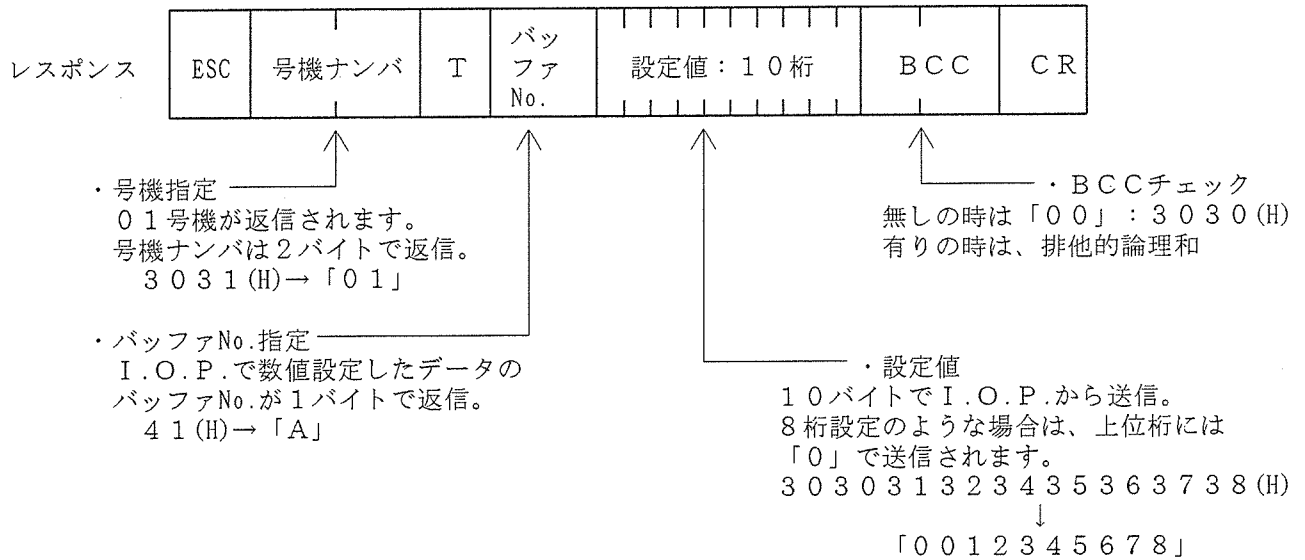 レスポンス
ESC
号機ナンバ
T
バッ
ファ
No.
設定値：１０桁
ＢＣＣ
ＣＲ
・号機指定
０１号機が返信されます。
号機ナンバは２バイトで返信。
３０３１(H)→「０１」
・ＢＣＣチェック
無しの時は「００」：３０３０(H)
有りの時は、排他的論理和
・バッファNo.指定
Ｉ.Ｏ.Ｐ.で数値設定したデータの
バッファNo.が１バイトで返信。
４１(H)→「Ａ」
・設定値
１０バイトでＩ.Ｏ.Ｐ.から送信。
８桁設定のような場合は、上位桁には
「０」で送信されます。
３０３０３１３２３３３４３５３６３７３８(H)
↓
「００１２３４５６７８」